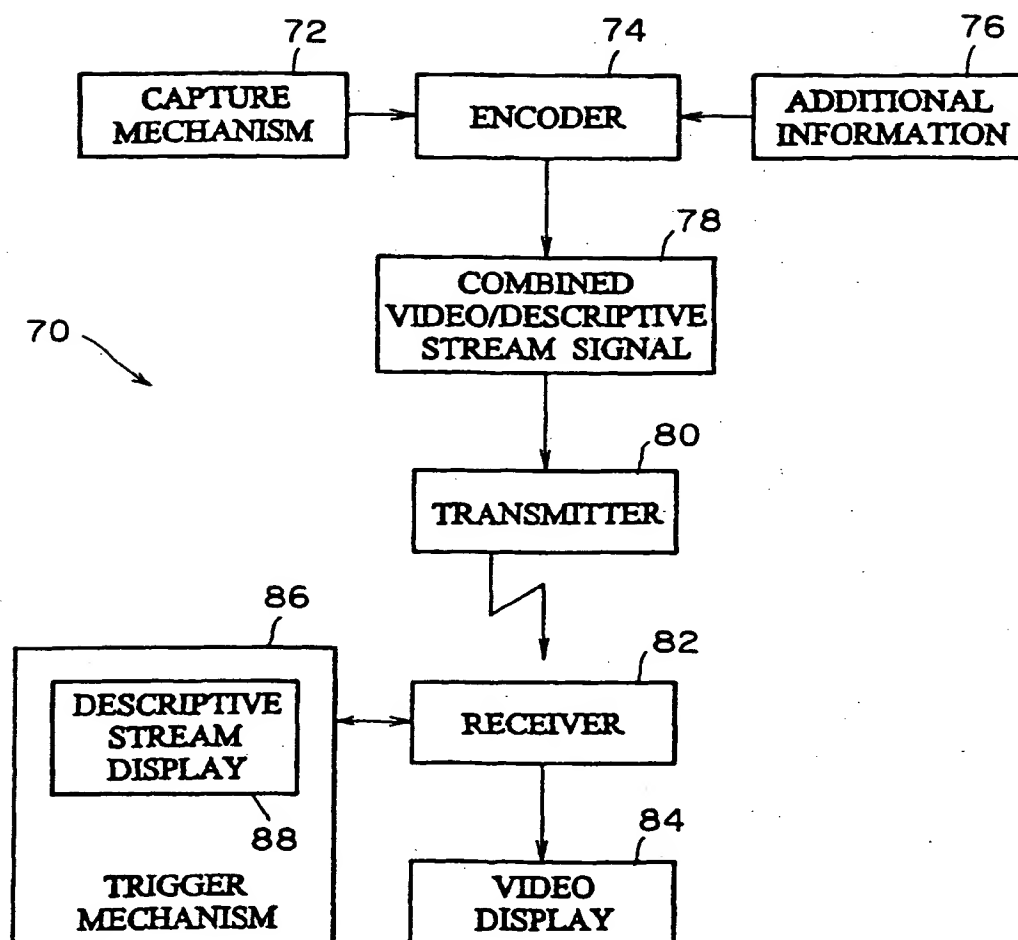 72
74
76
CAPTURE
MECHANISM
ENCODER
ADDITIONAL
INFORMATION
78
COMBINED
VIDEO/DESCRIPTIVE
STREAM SIGNAL
70
80
TRANSMITTER
86
82
DESCRIPTIVE
STREAM
DISPLAY
RECEIVER
88
84
TRIGGER
MECHANISM
VIDEO
DISPLAY